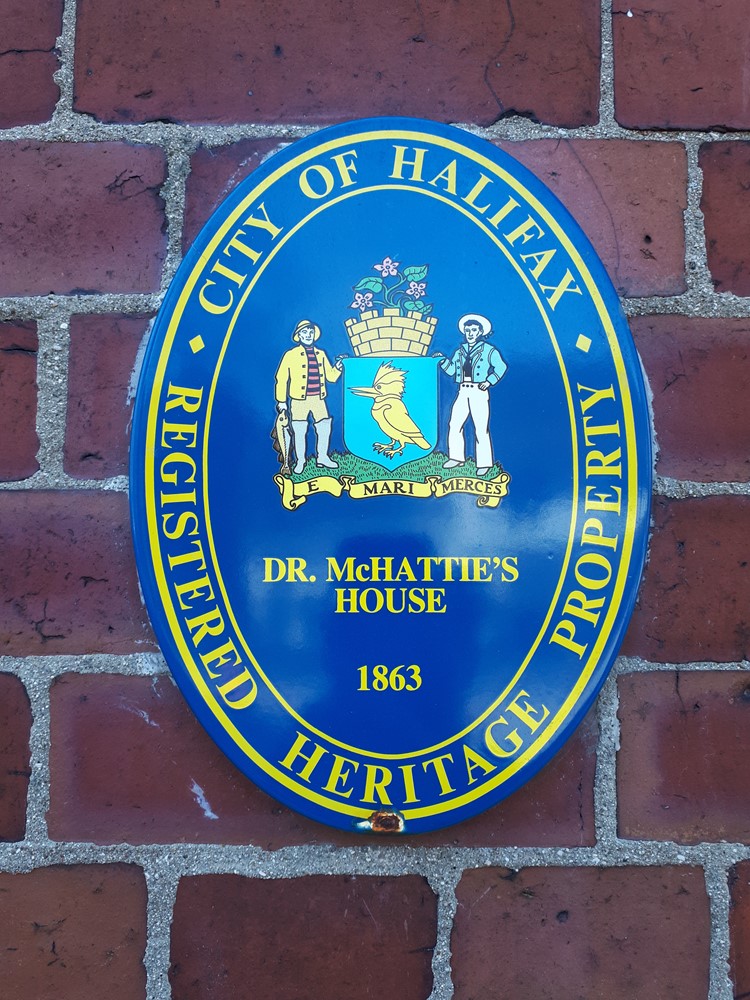 CITY OF HALIFAX
E MARI MERCES
DR. McHATTIE'S
HOUSE
1863
REGISTERED HERITAGE PROPERTY